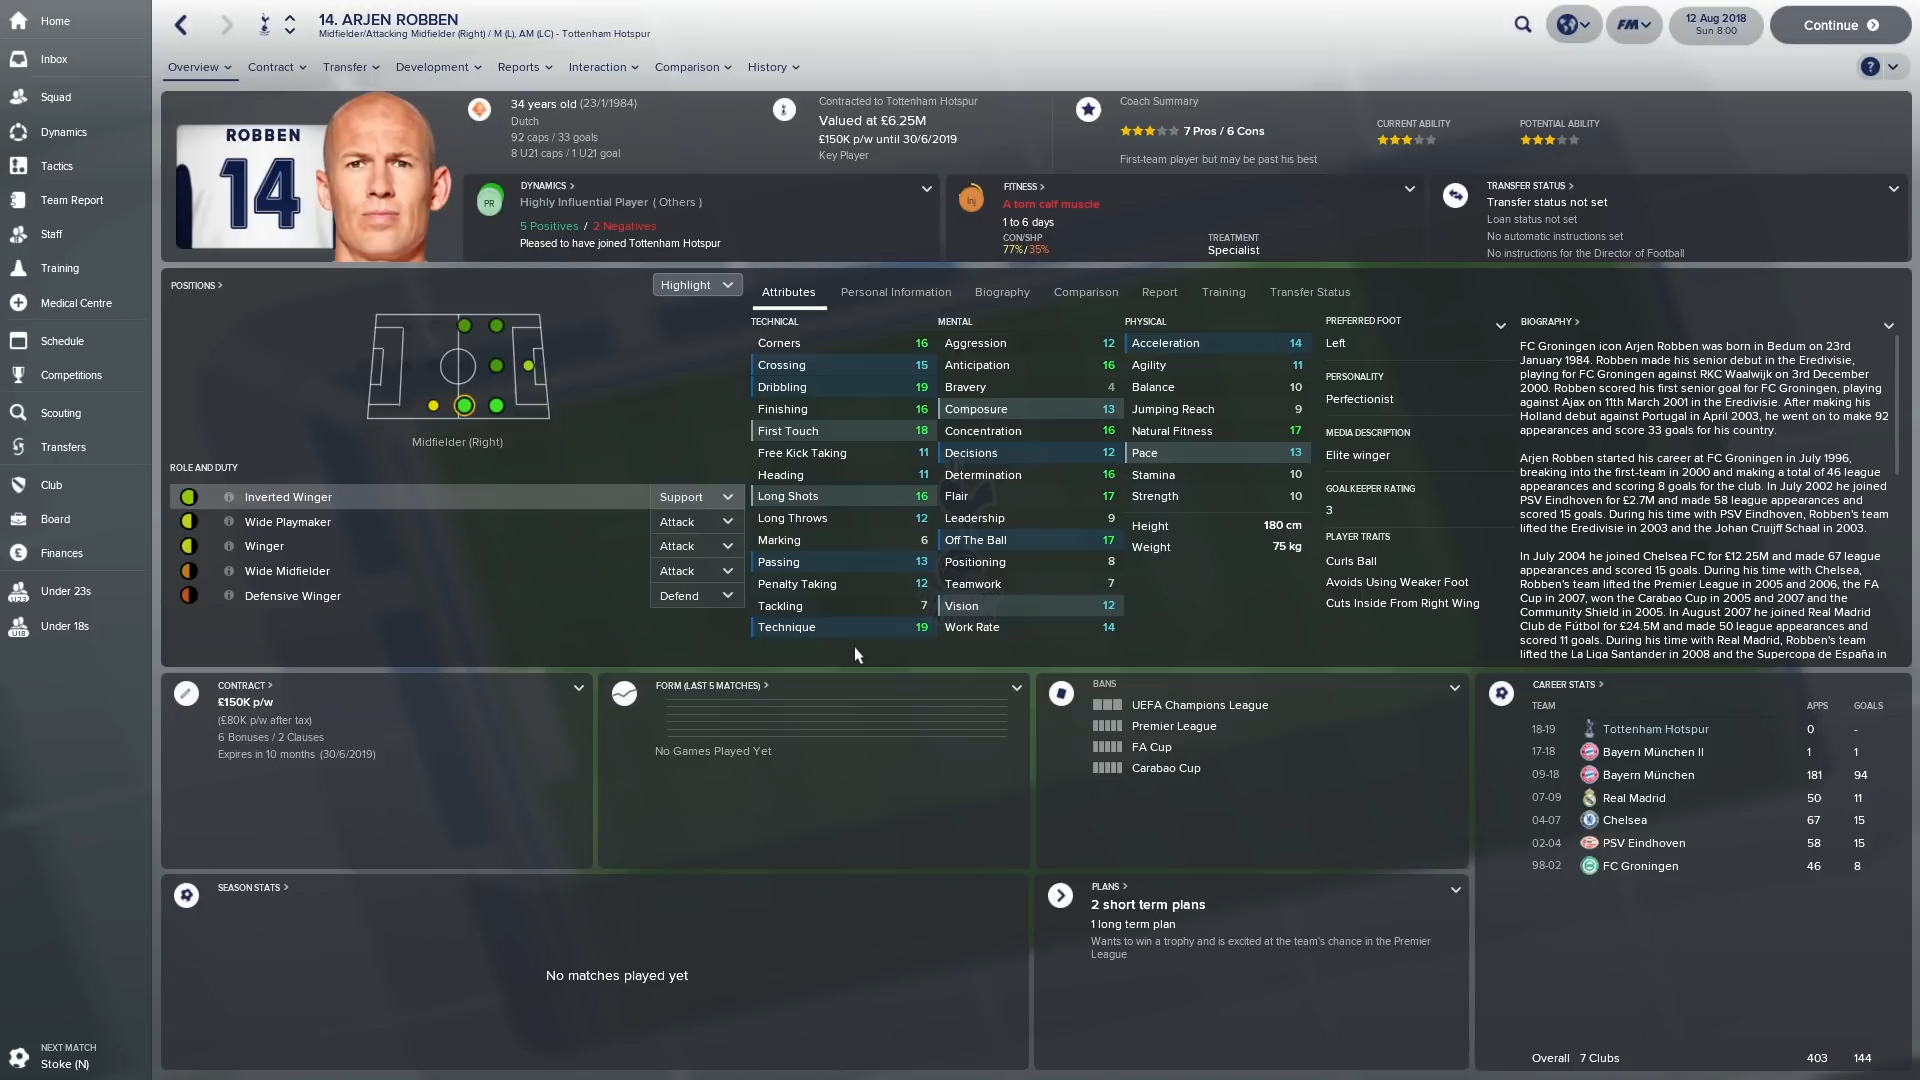 Home
Inbox
Squad
Dynamics
Tactics
Team Report
Staff
Training
Medical Centre
Schedule
Competitions
Scouting
Transfers
Club
Board
Finances
U23
Under 23s
U18
Under 18s
NEXT MATCH
Stoke (N)
14. ARJEN ROBBEN
Midfielder/Attacking Midfielder (Right) / M (L), AM (LC) - Tottenham Hotspur
FM
12 Aug 2018
Sun 8:00
Continue
Overview
Contract
Transfer
Development
Reports
Interaction
Comparison
History
?
ROBBEN
14
34 years old (23/1/1984)
Dutch
92 caps / 33 goals
8 U21 caps / 1 U21 goal
Contracted to Tottenham Hotspur
Valued at £6.25M
£150K p/w until 30/6/2019
Key Player
Coach Summary
7 Pros / 6 Cons
First-team player but may be past his best
CURRENT ABILITY
POTENTIAL ABILITY
PR
DYNAMICS >
Highly Influential Player ( Others )
5 Positives / 2 Negatives
Pleased to have joined Tottenham Hotspur
Inj
FITNESS >
A torn calf muscle
1 to 6 days
CON/SHP
77%/35%
TREATMENT
Specialist
TRANSFER STATUS >
Transfer status not set
Loan status not set
No automatic instructions set
No instructions for the Director of Football
POSITIONS >
Highlight
Midfielder (Right)
ROLE AND DUTY
Inverted Winger Support
Wide Playmaker Attack
Winger Attack
Wide Midfielder Attack
Defensive Winger Defend
Attributes
Personal Information
Biography
Comparison
Report
Training
Transfer Status
TECHNICAL
Corners 16
Crossing 15
Dribbling 19
Finishing 16
First Touch 18
Free Kick Taking 11
Heading 11
Long Shots 16
Long Throws 12
Marking 6
Passing 13
Penalty Taking 12
Tackling 7
Technique 19
MENTAL
Aggression 12
Anticipation 16
Bravery 4
Composure 13
Concentration 16
Decisions 12
Determination 16
Flair 17
Leadership 9
Off The Ball 17
Positioning 8
Teamwork 7
Vision 12
Work Rate 14
PHYSICAL
Acceleration 14
Agility 11
Balance 10
Jumping Reach 9
Natural Fitness 17
Pace 13
Stamina 10
Strength 10
Height 180 cm
Weight 75 kg
PREFERRED FOOT
Left
PERSONALITY
Perfectionist
MEDIA DESCRIPTION
Elite winger
GOALKEEPER RATING
3
PLAYER TRAITS
Curls Ball
Avoids Using Weaker Foot
Cuts Inside From Right Wing
BIOGRAPHY >
FC Groningen icon Arjen Robben was born in Bedum on 23rd
January 1984. Robben made his senior debut in the Eredivisie,
playing for FC Groningen against RKC Waalwijk on 3rd December
2000. Robben scored his first senior goal for FC Groningen, playing
against Ajax on 11th March 2001 in the Eredivisie. After making his
Holland debut against Portugal in April 2003, he went on to make 92
appearances and score 33 goals for his country.
Arjen Robben started his career at FC Groningen in July 1996,
breaking into the first-team in 2000 and making a total of 46 league
appearances and scoring 8 goals for the club. In July 2002 he joined
PSV Eindhoven for £2.7M and made 58 league appearances and
scored 15 goals. During his time with PSV Eindhoven, Robben's team
lifted the Eredivisie in 2003 and the Johan Cruijff Schaal in 2003.
In July 2004 he joined Chelsea FC for £12.25M and made 67 league
appearances and scored 15 goals. During his time with Chelsea,
Robben's team lifted the Premier League in 2005 and 2006, the FA
Cup in 2007, won the Carabao Cup in 2005 and 2007 and the
Community Shield in 2005. In August 2007 he joined Real Madrid
Club de Fútbol for £24.5M and made 50 league appearances and
scored 11 goals. During his time with Real Madrid, Robben's team
lifted the La Liga Santander in 2008 and the Supercopa de España in
CONTRACT >
£150K p/w
(£80K p/w after tax)
6 Bonuses / 2 Clauses
Expires in 10 months (30/6/2019)
FORM (LAST 5 MATCHES) >
No Games Played Yet
BANS
UEFA Champions League
Premier League
FA Cup
Carabao Cup
CAREER STATS >
TEAM APPS GOALS
18-19 Tottenham Hotspur 0 -
17-18 Bayern München II 1 1
09-18 Bayern München 181 94
07-09 Real Madrid 50 11
04-07 Chelsea 67 15
02-04 PSV Eindhoven 58 15
98-02 FC Groningen 46 8
Overall 7 Clubs 403 144
SEASON STATS >
No matches played yet
PLANS >
2 short term plans
1 long term plan
Wants to win a trophy and is excited at the team's chance in the Premier
League